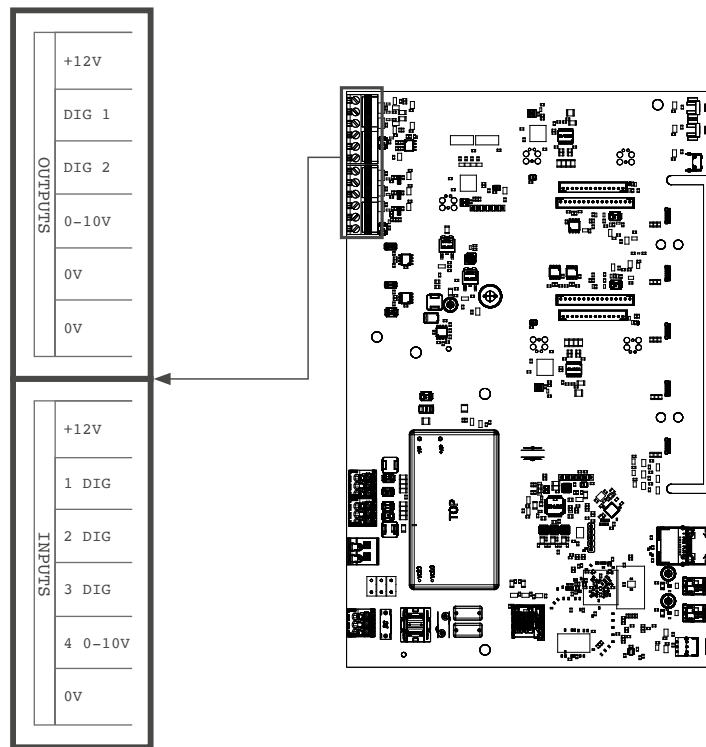 OUTPUTS
+12V
DIG 1
DIG 2
0-10V
0V
0V
INPUTS
+12V
1 DIG
2 DIG
3 DIG
4 0-10V
0V
TOP